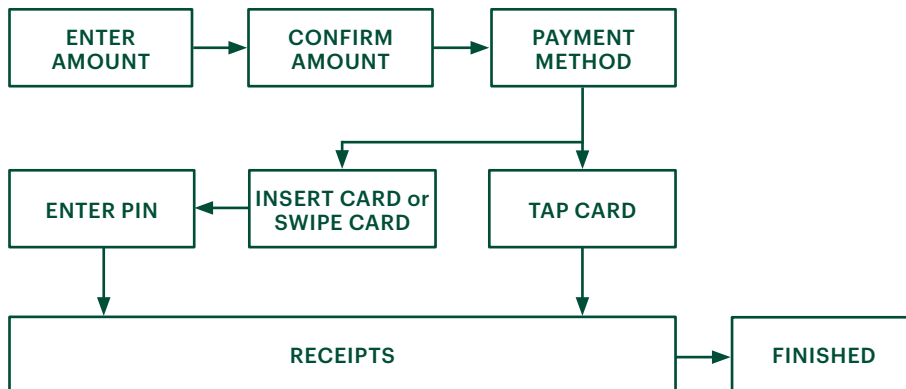 ENTER
AMOUNT
CONFIRM
AMOUNT
PAYMENT
METHOD
ENTER PIN
INSERT CARD or
SWIPE CARD
TAP CARD
RECEIPTS
FINISHED